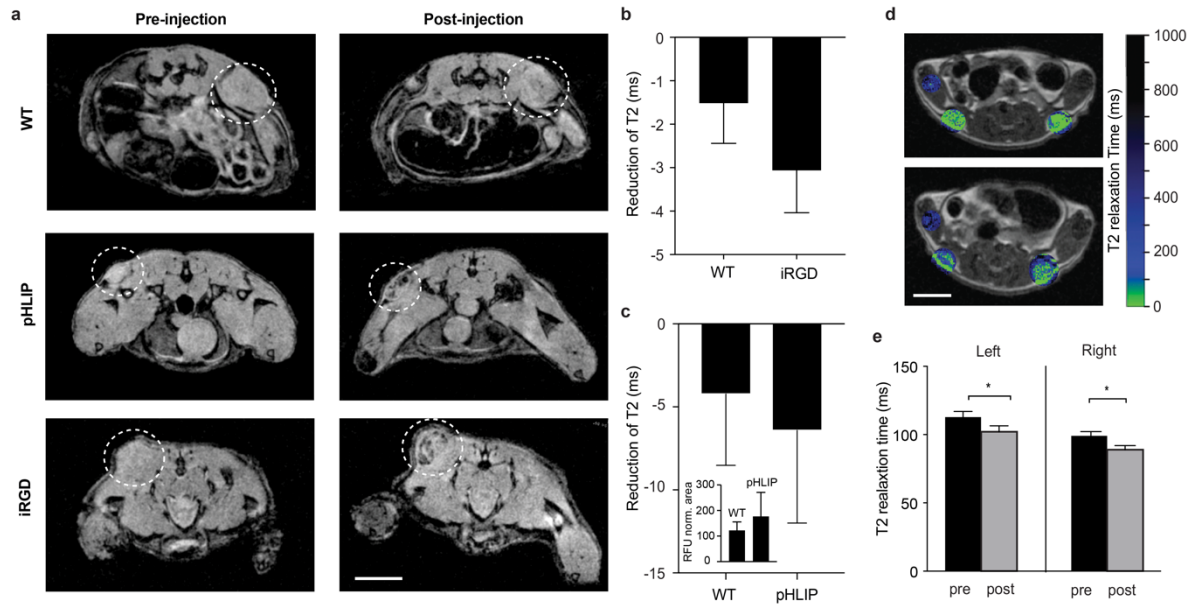 a
Pre-injection
Post-injection
WT
pHLIP
iRGD
b
0
-1
-2
-3
-4
-5
Reduction of T2 (ms)
WT
iRGD
c
0
-5
-10
-15
Reduction of T2 (ms)
WT
pHLIP
300
200
100
0
RFU norm. area
WT
pHLIP
d
1000
800
600
400
200
0
T2 relaxation Time (ms)
e
Left
Right
150
100
50
0
T2 realaxtion time (ms)
*
*
pre
post
pre
post